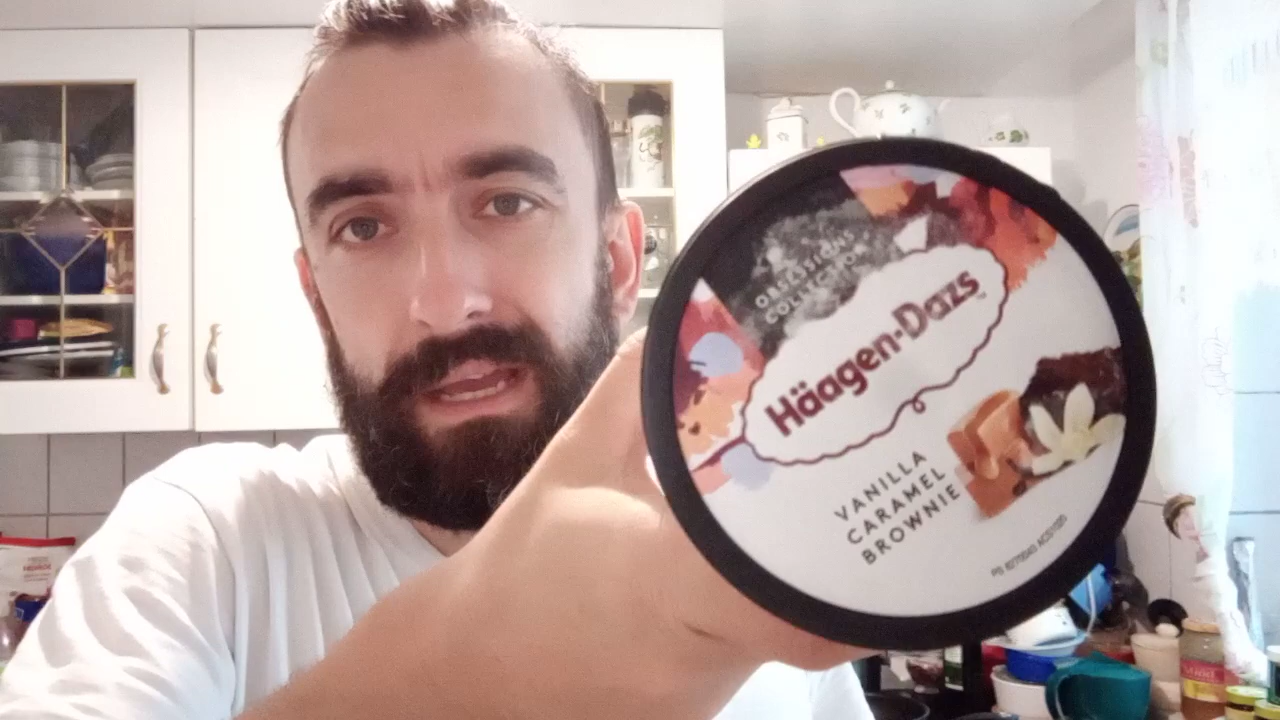 OBSESSIONS
COLLECTION
Häagen-Dazs
VANILLA
CARAMEL
BROWNIE